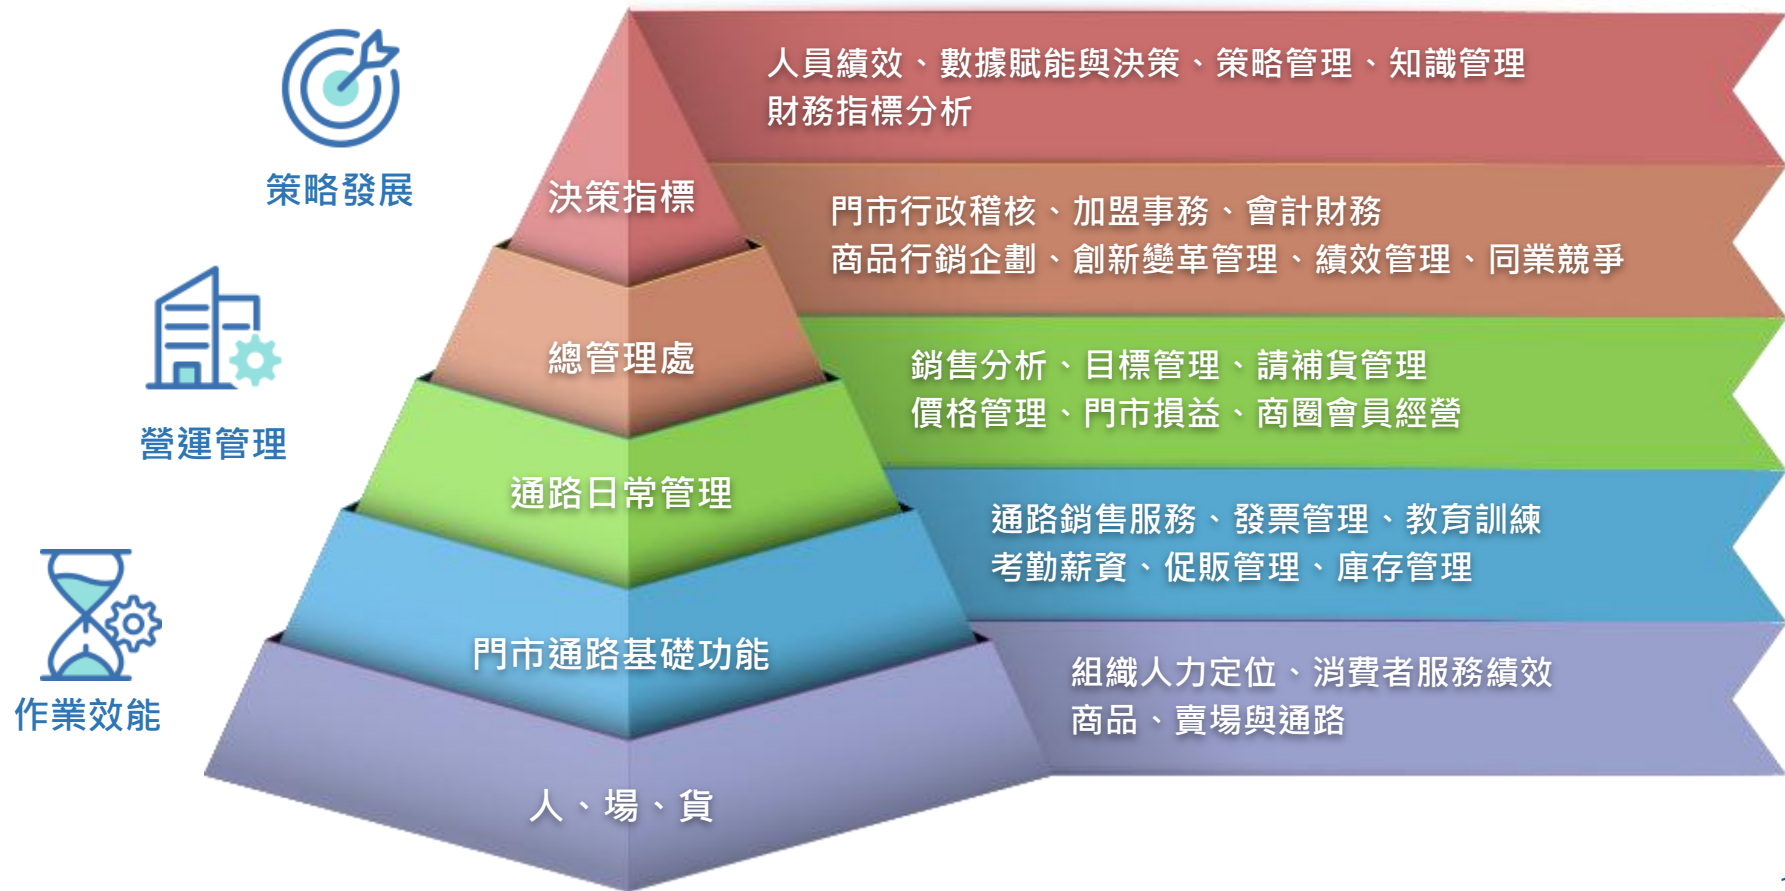 策略發展
營運管理
作業效能
決策指標
總管理處
通路日常管理
門市通路基礎功能
人、場、貨
人員績效、數據賦能與決策、策略管理、知識管理
財務指標分析
門市行政稽核、加盟事務、會計財務
商品行銷企劃、創新變革管理、績效管理、同業競爭
銷售分析、目標管理、請補貨管理
價格管理、門市損益、商圈會員經營
通路銷售服務、發票管理、教育訓練
考勤薪資、促販管理、庫存管理
組織人力定位、消費者服務績效
商品、賣場與通路